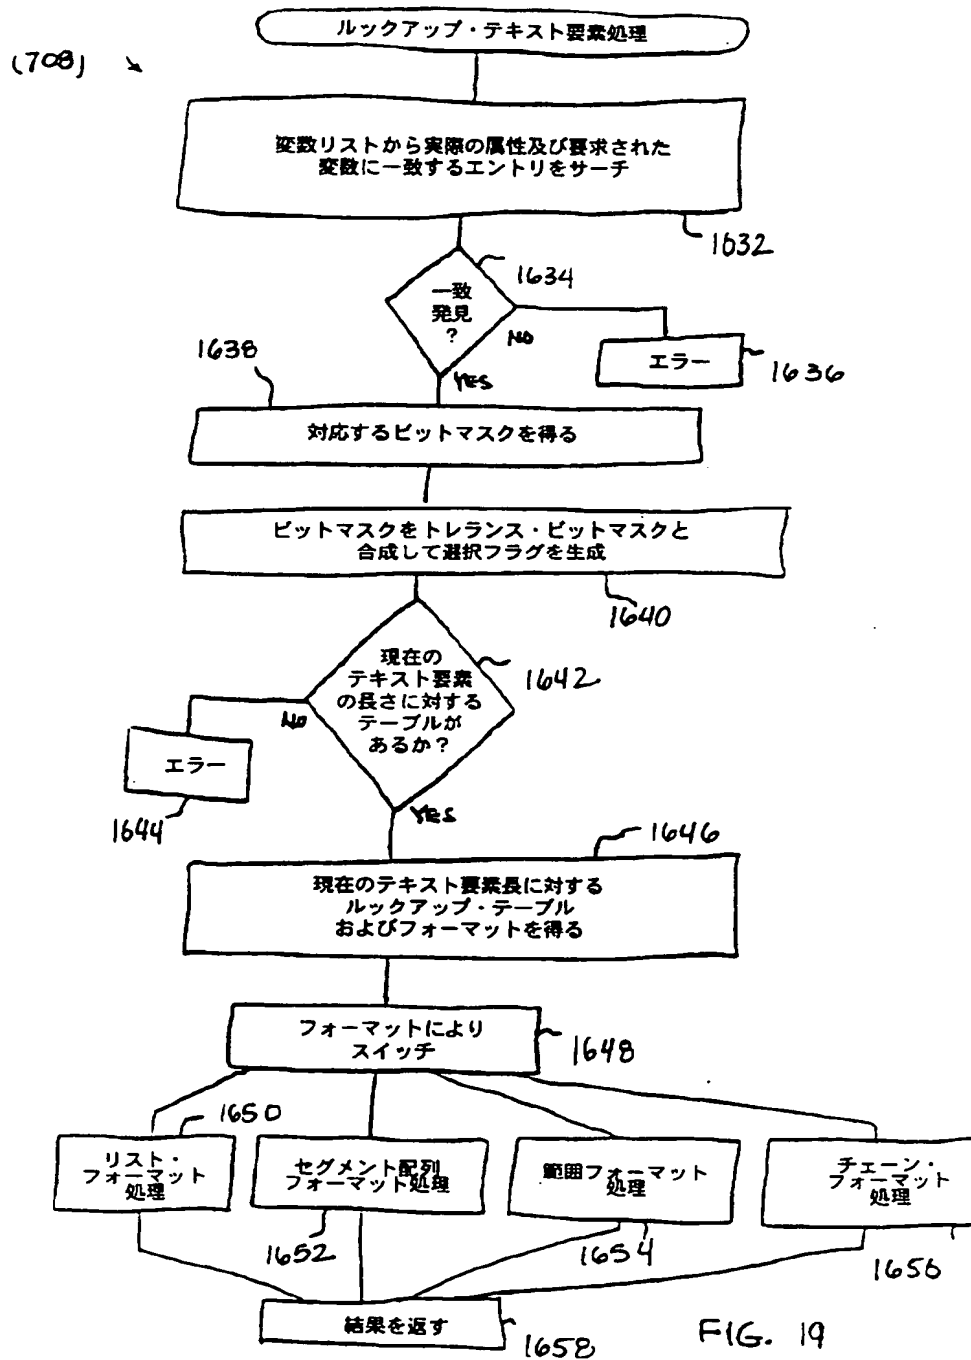 ルックアップ・テキスト要素処理
(708)
変数リストから実際の属性及び要求された
変数に一致するエントリをサーチ
1632
一致
発見
?
1634
NO
エラー
1636
YES
1638
対応するビットマスクを得る
ビットマスクをトレランス・ビットマスクと
合成して選択フラグを生成
1640
現在の
テキスト要素
の長さに対する
テーブルが
あるか?
1642
NO
エラー
1644
YES
1646
現在のテキスト要素長に対する
ルックアップ・テーブル
およびフォーマットを得る
フォーマットにより
スイッチ
1648
1650
リスト・
フォーマット
処理
セグメント配列
フォーマット処理
1652
範囲フォーマット
処理
1654
チェーン・
フォーマット
処理
1656
結果を返す
1658
FIG. 19